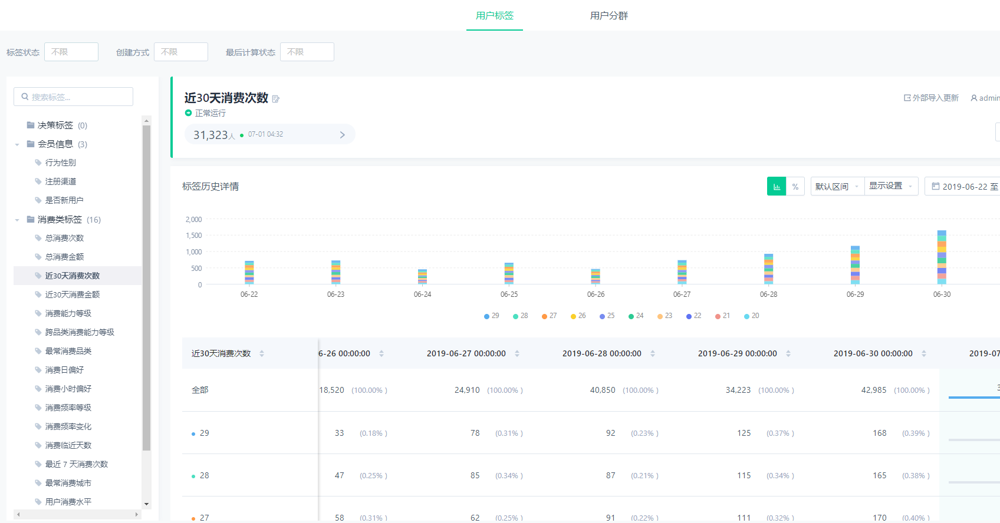 用户标签 用户分群
标签状态 不限 创建方式 不限 最后计算状态 不限
搜索标签...
决策标签 (0)
会员信息 (3)
行为性别
注册渠道
是否新用户
消费类标签 (16)
总消费次数
总消费金额
近30天消费次数
近30天消费金额
消费能力等级
跨品类消费能力等级
最常消费品类
消费日偏好
消费小时偏好
消费频率等级
消费频率变化
消费临近天数
最近 7 天消费次数
最常消费城市
用户消费水平
近30天消费次数
外部导入更新 admin
正常运行
31,323人 07-01 04:32
标签历史详情
% 默认区间 显示设置 2019-06-22 至
2,000
1,500
1,000
500
0
06-22 06-23 06-24 06-25 06-26 06-27 06-28 06-29 06-30
29 28 27 26 25 24 23 22 21 20
近30天消费次数 6-26 00:00:00 2019-06-27 00:00:00 2019-06-28 00:00:00 2019-06-29 00:00:00 2019-06-30 00:00:00 2019-07
全部 18,520 (100.00% ) 24,910 (100.00% ) 40,850 (100.00% ) 34,223 (100.00% ) 42,985 (100.00% ) 3
29 33 (0.18% ) 78 (0.31% ) 92 (0.23% ) 125 (0.37% ) 168 (0.39% )
28 47 (0.25% ) 85 (0.34% ) 87 (0.21% ) 115 (0.34% ) 165 (0.38% )
27 58 (0.31% ) 62 (0.25% ) 91 (0.22% ) 111 (0.32% ) 170 (0.40% )